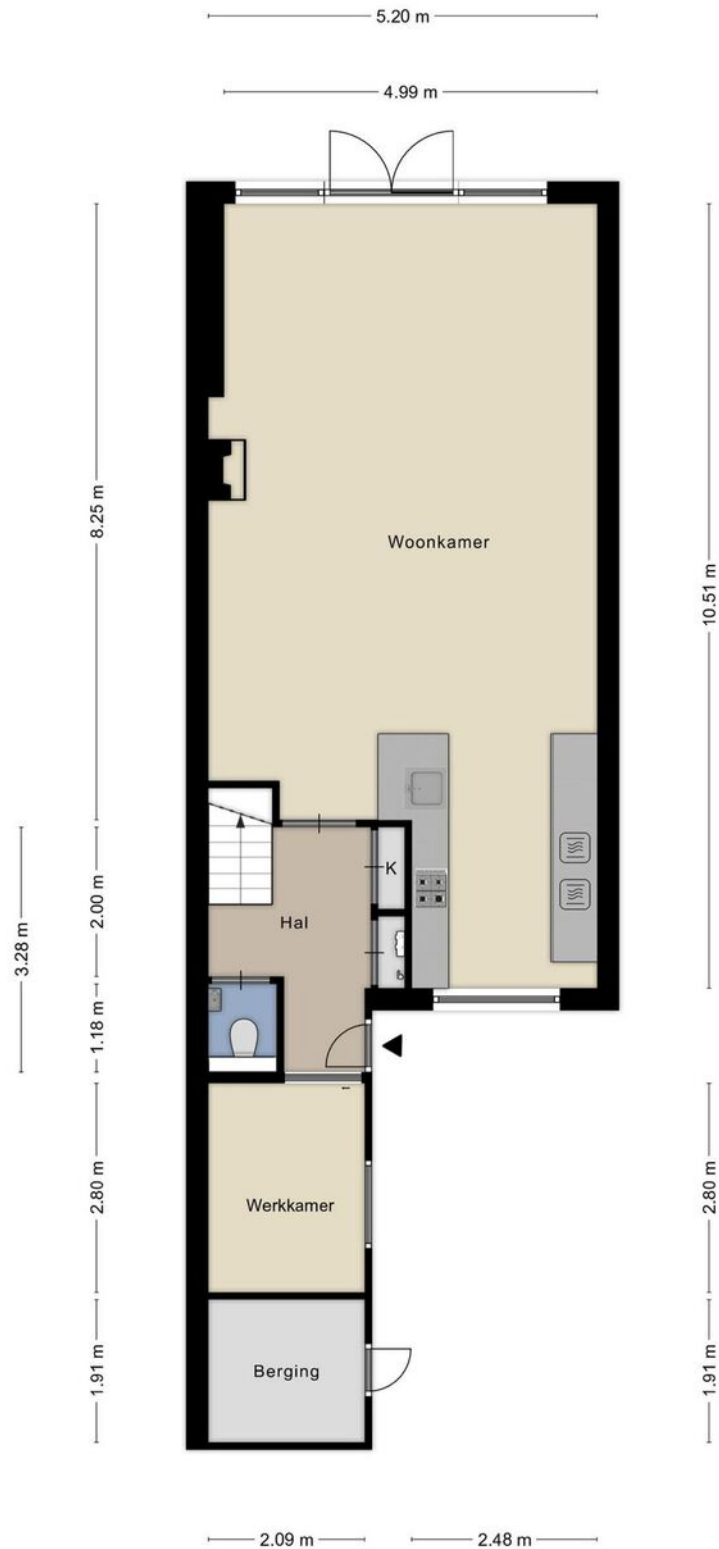 5.20 m
4.99 m
8.25 m
Woonkamer
10.51 m
K
Hal
2.00 m
3.28 m
1.18 m
Werkkamer
2.80 m
2.80 m
Berging
1.91 m
1.91 m
2.09 m
2.48 m